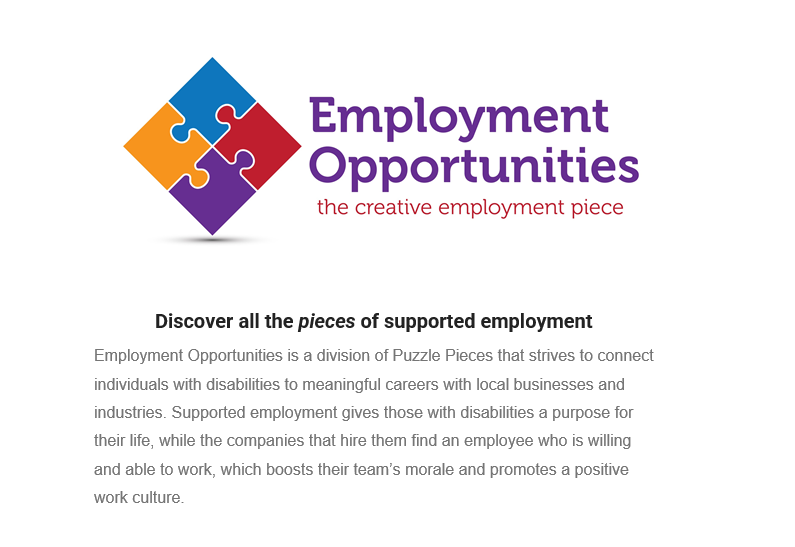 Employment
Opportunities
the creative employment piece
Discover all the pieces of supported employment
Employment Opportunities is a division of Puzzle Pieces that strives to connect
individuals with disabilities to meaningful careers with local businesses and
industries. Supported employment gives those with disabilities a purpose for
their life, while the companies that hire them find an employee who is willing
and able to work, which boosts their team’s morale and promotes a positive
work culture.